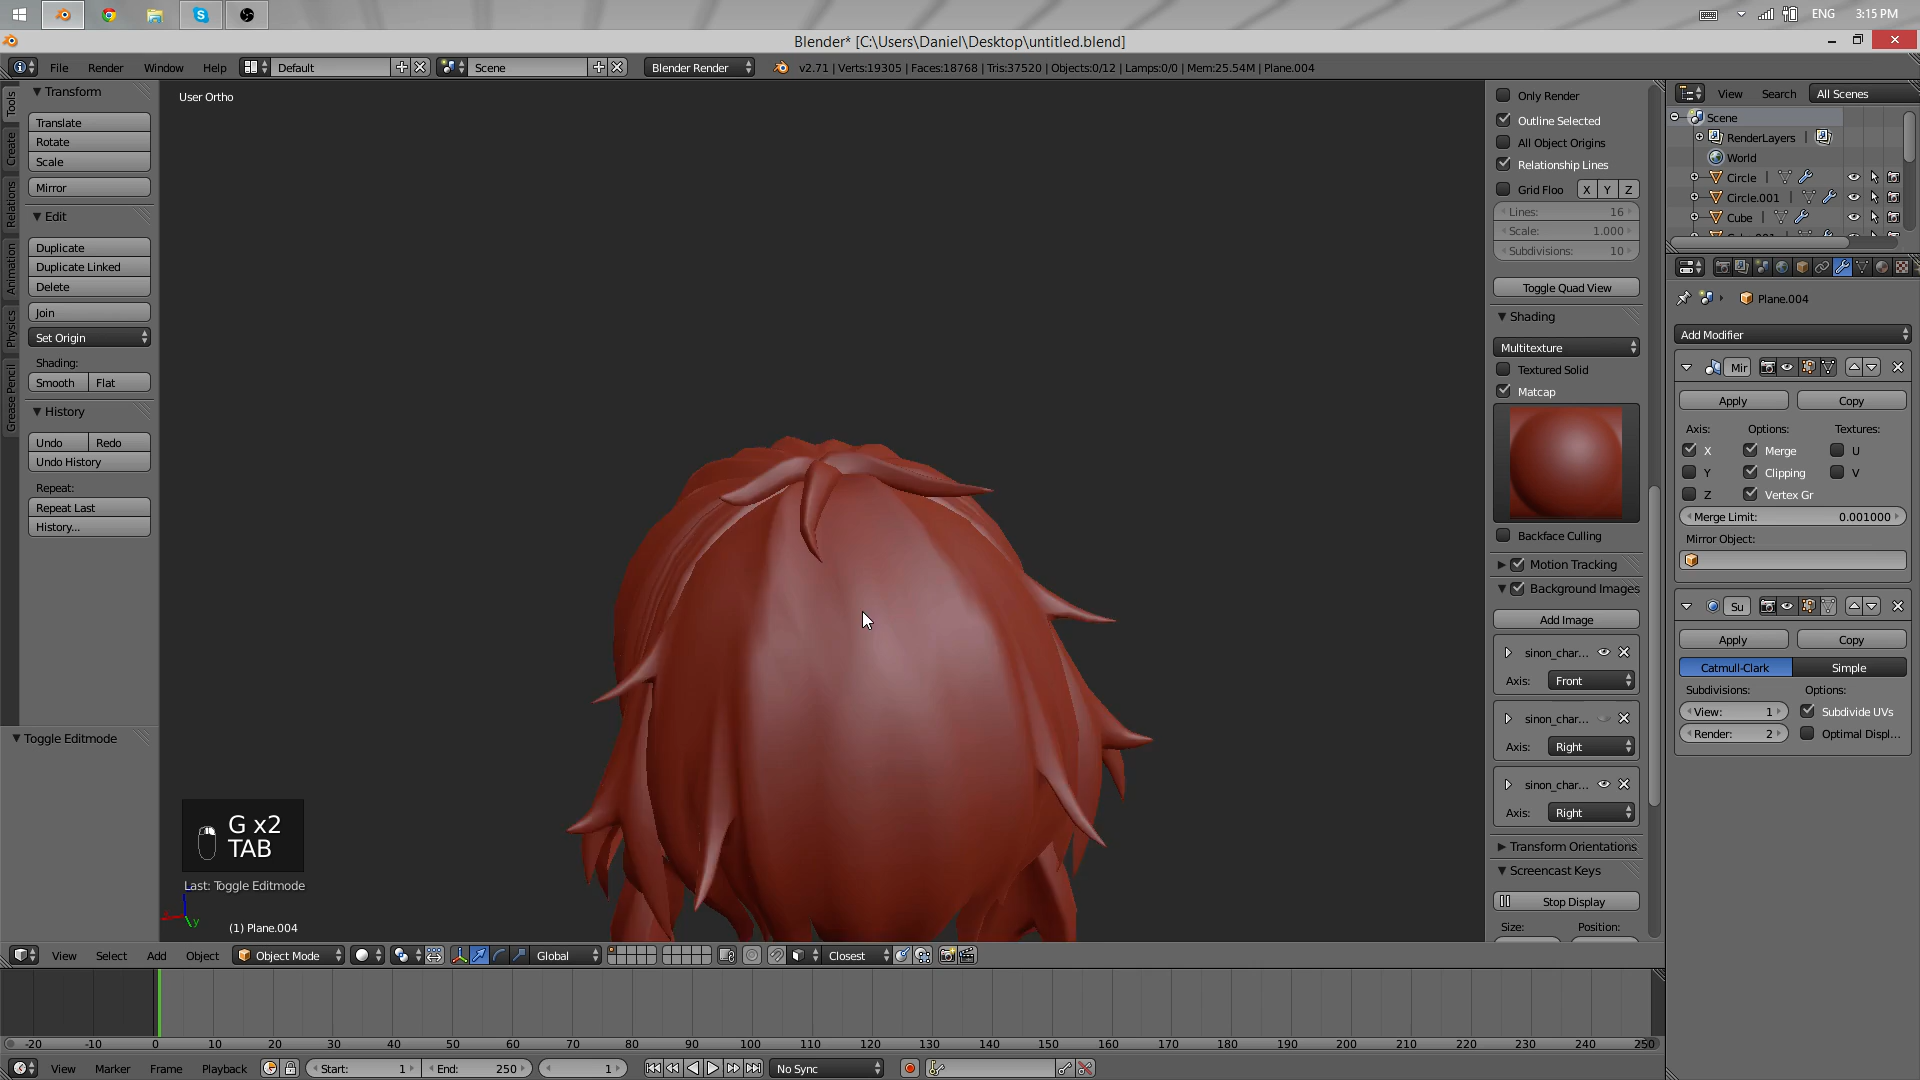 ENG
3:15 PM
Blender* [C:\Users\Daniel\Desktop\untitled.blend]
File Render Window Help Default Scene Blender Render v2.71 | Verts:19305 | Faces:18768 | Tris:37520 | Objects:0/12 | Lamps:0/0 | Mem:25.54M | Plane.004
Tools
Create
Relations
Animation
Physics
Grease Pencil
Transform
Translate
Rotate
Scale
Mirror
Edit
Duplicate
Duplicate Linked
Delete
Join
Set Origin
Shading:
Smooth Flat
History
Undo Redo
Undo History
Repeat:
Repeat Last
History...
Toggle Editmode
User Ortho
G x2
TAB
Last: Toggle Editmode
y
(1) Plane.004
Only Render
Outline Selected
All Object Origins
Relationship Lines
Grid Floo X Y Z
Lines: 16
Scale: 1.000
Subdivisions: 10
Toggle Quad View
Shading
Multitexture
Textured Solid
Matcap
Backface Culling
Motion Tracking
Background Images
Add Image
sinon_char...
Axis: Front
sinon_char...
Axis: Right
sinon_char...
Axis: Right
Transform Orientations
Screencast Keys
Stop Display
Size: Position:
View Search All Scenes
Scene
RenderLayers |
World
Circle |
Circle.001 |
Cube |
Plane.004
Add Modifier
Mir
Apply Copy
Axis: Options: Textures:
X Merge U
Y Clipping V
Z Vertex Gr
Merge Limit: 0.001000
Mirror Object:
Su
Apply Copy
Catmull-Clark Simple
Subdivisions: Options:
View: 1 Subdivide UVs
Render: 2 Optimal Displ...
View Select Add Object Object Mode Global Closest
-20 -10 0 10 20 30 40 50 60 70 80 90 100 110 120 130 140 150 160 170 180 190 200 210 220 230 240 250
View Marker Frame Playback Start: 1 End: 250 1 No Sync